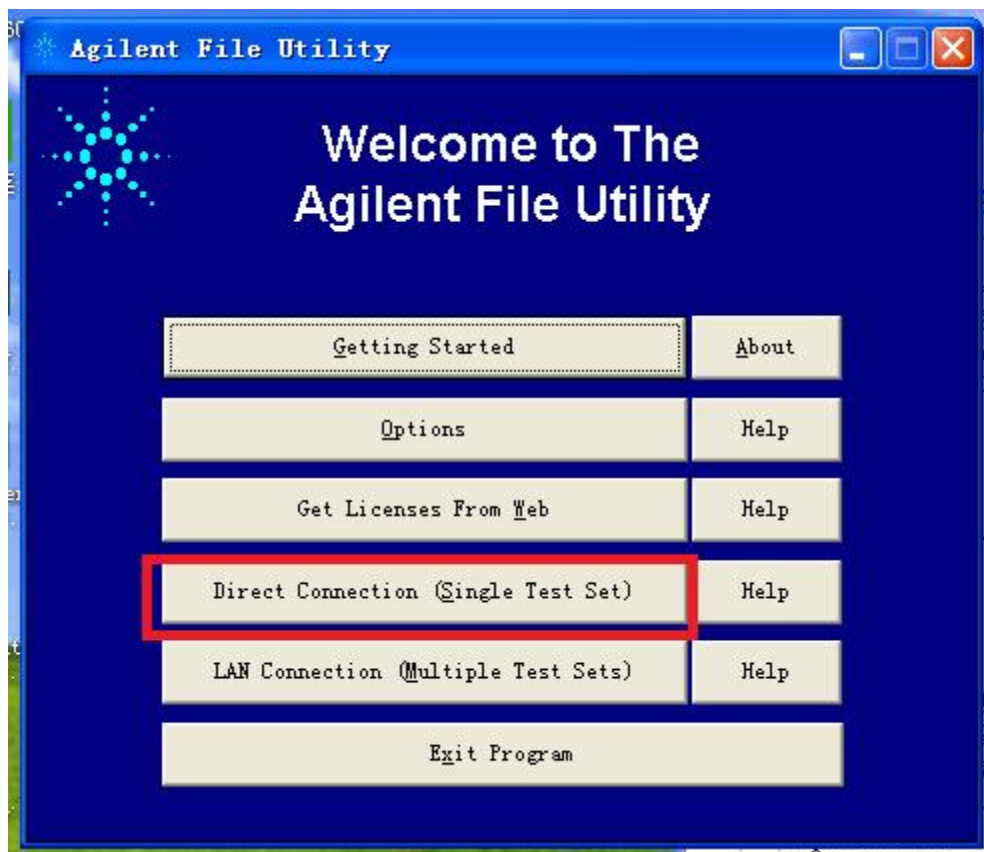 Agilent File Utility
Welcome to The
Agilent File Utility
Getting Started
About
Options
Help
Get Licenses From Web
Help
Direct Connection (Single Test Set)
Help
LAN Connection (Multiple Test Sets)
Help
Exit Program